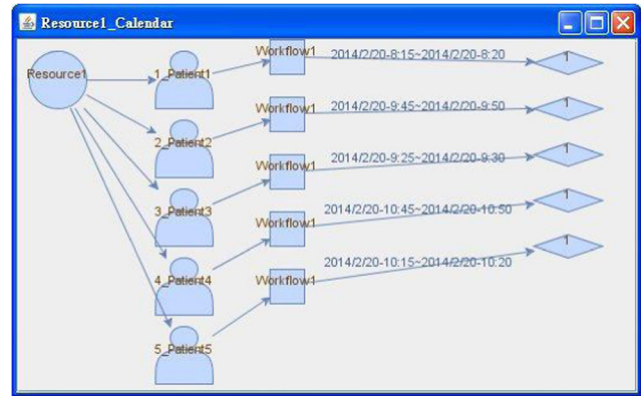 Resource1_Calendar
Resource1
1_Patient1
Workflow1
2014/2/20-8:15~2014/2/20-8:20
1
2_Patient2
Workflow1
2014/2/20-9:45~2014/2/20-9:50
1
3_Patient3
Workflow1
2014/2/20-9:25~2014/2/20-9:30
1
4_Patient4
Workflow1
2014/2/20-10:45~2014/2/20-10:50
1
5_Patient5
Workflow1
2014/2/20-10:15~2014/2/20-10:20
1